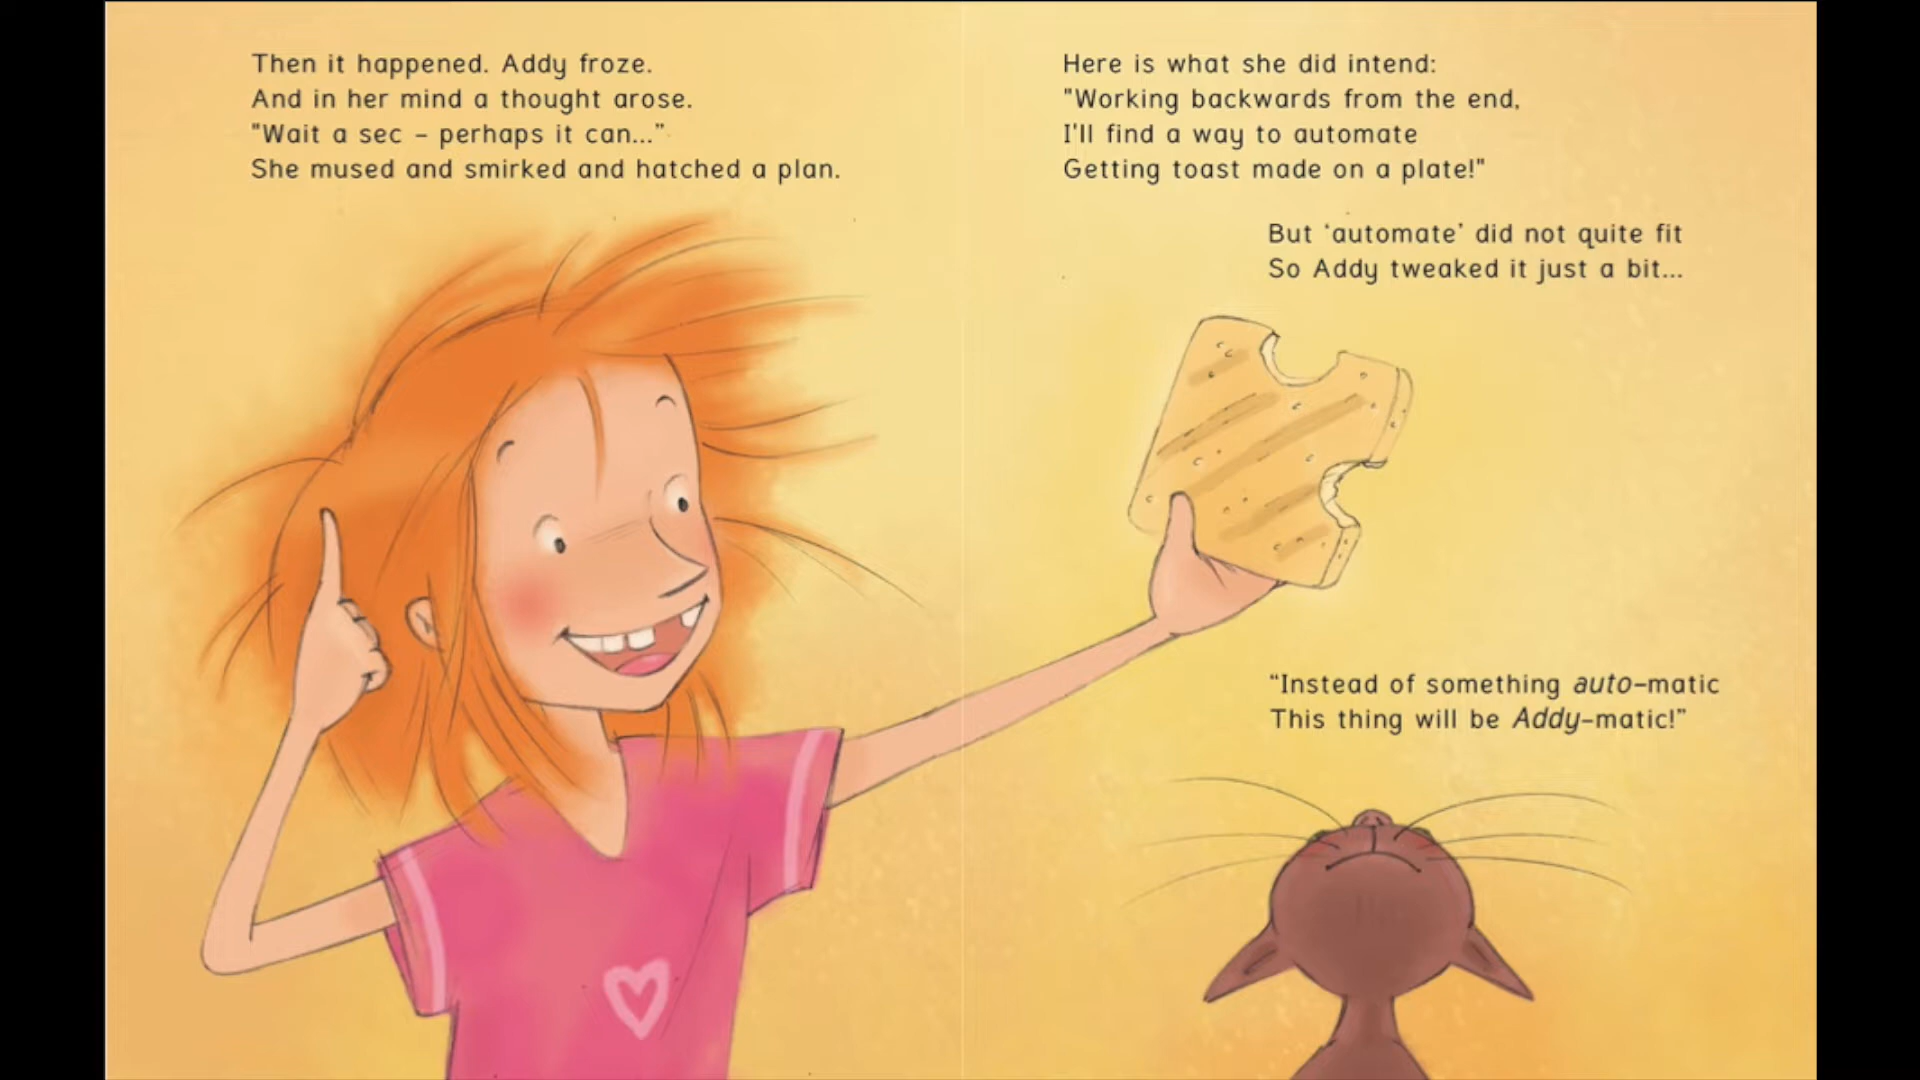 Then it happened. Addy froze.
And in her mind a thought arose.
"Wait a sec – perhaps it can..."
She mused and smirked and hatched a plan.
Here is what she did intend:
"Working backwards from the end,
I'll find a way to automate
Getting toast made on a plate!"
But ‘automate’ did not quite fit
So Addy tweaked it just a bit...
“Instead of something auto–matic
This thing will be Addy–matic!”